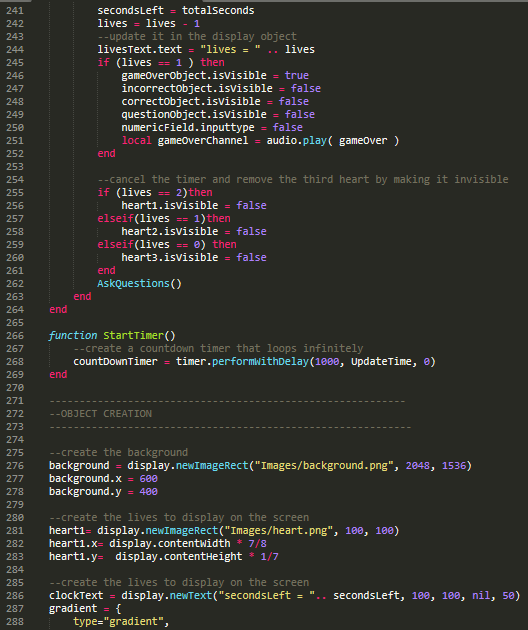 241 secondsLeft = totalSeconds
242 lives = lives - 1
243 --update it in the display object
244 livesText.text = "lives = " .. lives
245 if (lives == 1 ) then
246 gameOverObject.isVisible = true
247 incorrectObject.isVisible = false
248 correctObject.isVisible = false
249 questionObject.isVisible = false
250 numericField.inputtype = false
251 local gameOverChannel = audio.play( gameOver )
252 end
253
254 --cancel the timer and remove the third heart by making it invisible
255 if (lives == 2)then
256 heart1.isVisible = false
257 elseif(lives == 1)then
258 heart2.isVisible = false
259 elseif(lives == 0) then
260 heart3.isVisible = false
261 end
262 AskQuestions()
263 end
264 end
265
266 function StartTimer()
267 --create a countdown timer that loops infinitely
268 countDownTimer = timer.performWithDelay(1000, UpdateTime, 0)
269 end
270
271 -----------------------------------------------------------
272 --OBJECT CREATION
273 ------------------------------------------------------------
274
275 --create the background
276 background = display.newImageRect("Images/background.png", 2048, 1536)
277 background.x = 600
278 background.y = 400
279
280 --create the lives to display on the screen
281 heart1= display.newImageRect("Images/heart.png", 100, 100)
282 heart1.x= display.contentWidth * 7/8
283 heart1.y= display.contentHeight * 1/7
284
285 --create the lives to display on the screen
286 clockText = display.newText("secondsLeft = ".. secondsLeft, 100, 100, nil, 50)
287 gradient = {
288 type="gradient",